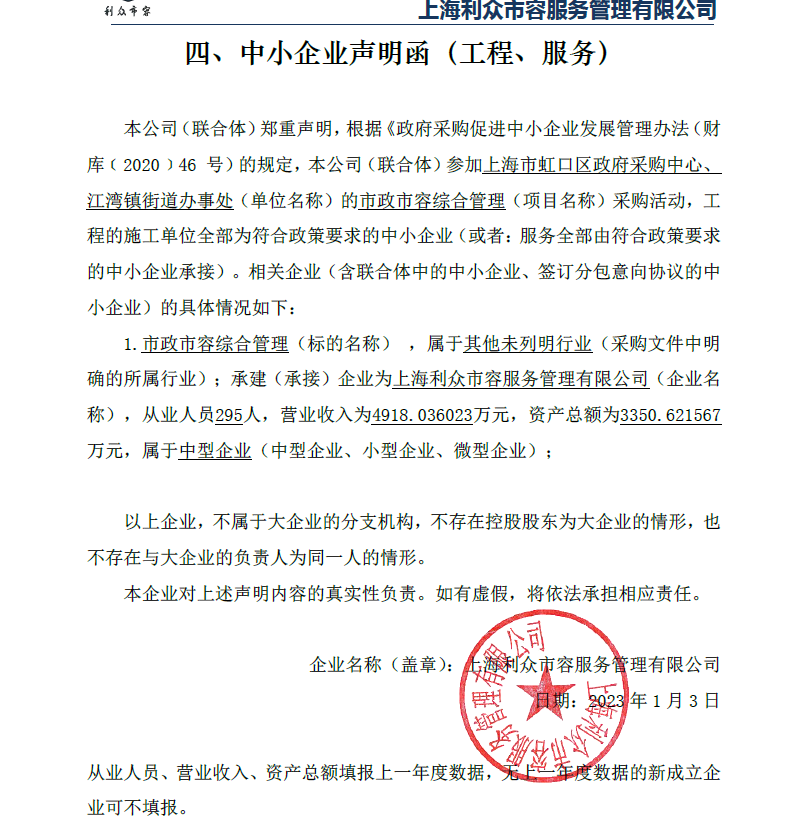 利众市容
上海利众市容服务管理有限公司
四、中小企业声明函（工程、服务）
本公司（联合体）郑重声明，根据《政府采购促进中小企业发展管理办法（财
库﹝2020﹞46 号）的规定，本公司（联合体）参加上海市虹口区政府采购中心、
江湾镇街道办事处（单位名称）的市政市容综合管理（项目名称）采购活动，工
程的施工单位全部为符合政策要求的中小企业（或者：服务全部由符合政策要求
的中小企业承接）。相关企业（含联合体中的中小企业、签订分包意向协议的中
小企业）的具体情况如下：
1. 市政市容综合管理（标的名称） ，属于其他未列明行业（采购文件中明
确的所属行业）；承建（承接）企业为上海利众市容服务管理有限公司（企业名
称），从业人员295人，营业收入为4918.036023万元，资产总额为3350.621567
万元，属于中型企业（中型企业、小型企业、微型企业）；
以上企业，不属于大企业的分支机构，不存在控股股东为大企业的情形，也
不存在与大企业的负责人为同一人的情形。
本企业对上述声明内容的真实性负责。如有虚假，将依法承担相应责任。
企业名称（盖章）：上海利众市容服务管理有限公司
日期：2023 年 1 月 3 日
上海利众市容服务管理有限公司
从业人员、营业收入、资产总额填报上一年度数据，无上一年度数据的新成立企
业可不填报。